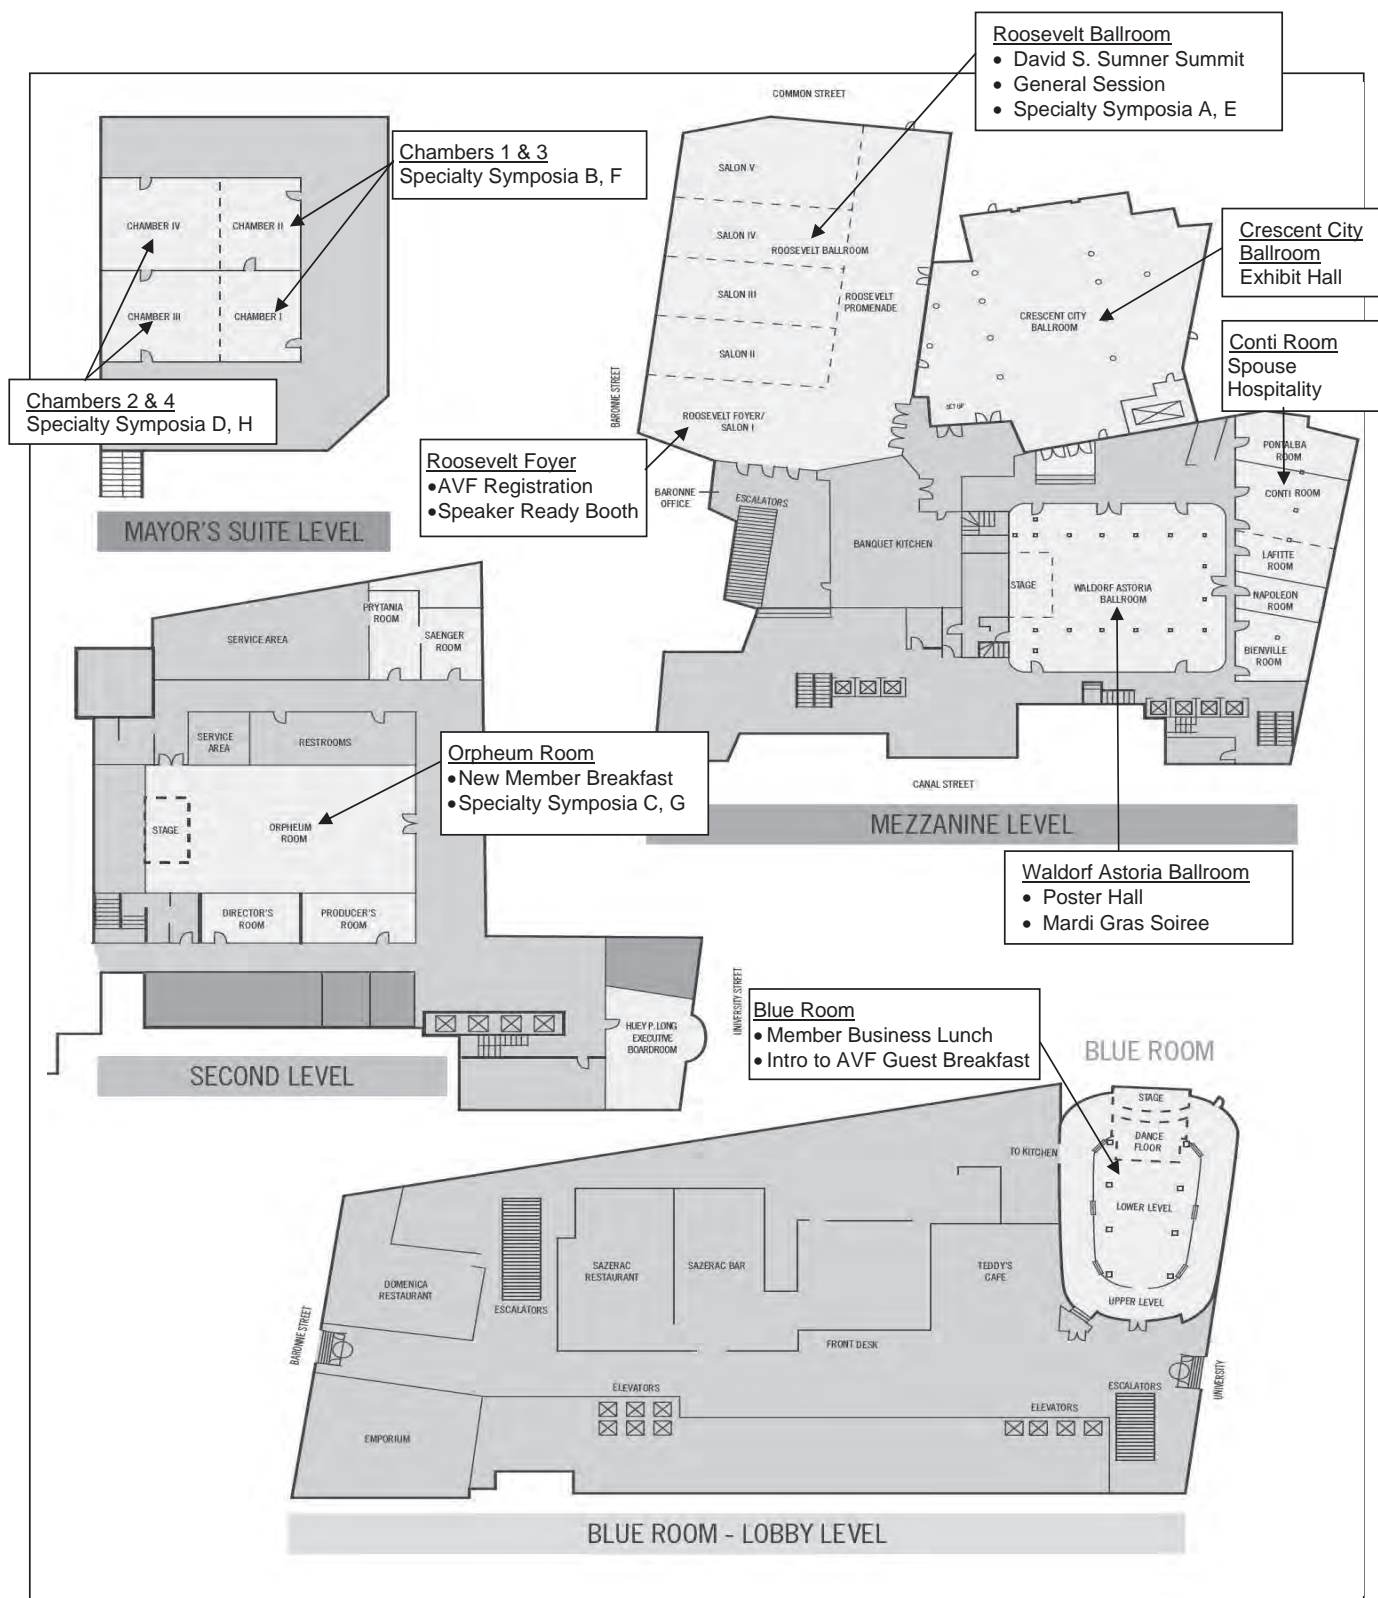 Roosevelt Ballroom
• David S. Sumner Summit
• General Session
• Specialty Symposia A, E
COMMON STREET
Chambers 1 & 3
Specialty Symposia B, F
CHAMBER IV
CHAMBER II
CHAMBER III
CHAMBER I
Chambers 2 & 4
Specialty Symposia D, H
MAYOR'S SUITE LEVEL
SALON V
SALON IV
ROOSEVELT BALLROOM
SALON III
ROOSEVELT
PROMENADE
SALON II
BARONNE STREET
ROOSEVELT FOYER/
SALON I
Crescent City
Ballroom
Exhibit Hall
CRESCENT CITY
BALLROOM
SET UP
Conti Room
Spouse
Hospitality
Roosevelt Foyer
•AVF Registration
•Speaker Ready Booth
BARONNE
OFFICE
ESCALATORS
BANQUET KITCHEN
STAGE
WALDORF ASTORIA
BALLROOM
PONTALBA
ROOM
CONTI ROOM
LAFITTE
ROOM
NAPOLEON
ROOM
BIENVILLE
ROOM
CANAL STREET
MEZZANINE LEVEL
Waldorf Astoria Ballroom
• Poster Hall
• Mardi Gras Soiree
SERVICE AREA
PRYTANIA
ROOM
SAENGER
ROOM
SERVICE
AREA
RESTROOMS
Orpheum Room
•New Member Breakfast
•Specialty Symposia C, G
STAGE
ORPHEUM
ROOM
DIRECTOR'S
ROOM
PRODUCER'S
ROOM
HUEY P. LONG
EXECUTIVE
BOARDROOM
SECOND LEVEL
UNIVERSITY STREET
Blue Room
• Member Business Lunch
• Intro to AVF Guest Breakfast
BLUE ROOM
STAGE
DANCE
FLOOR
TO KITCHEN
LOWER LEVEL
UPPER LEVEL
DOMENICA
RESTAURANT
ESCALATORS
SAZERAC
RESTAURANT
SAZERAC BAR
TEDDY'S
CAFE
BARONNE STREET
FRONT DESK
ELEVATORS
EMPORIUM
ELEVATORS
ESCALATORS
UNIVERSITY
BLUE ROOM - LOBBY LEVEL